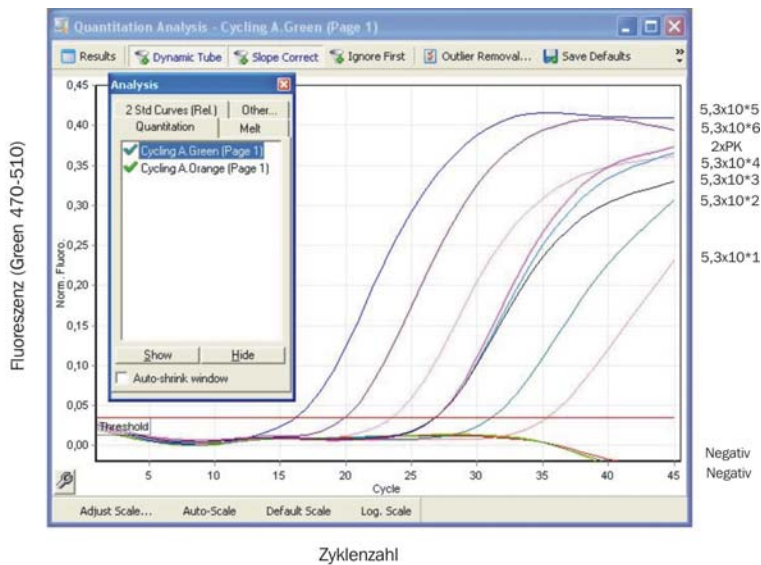 Quantitation Analysis - Cycling A.Green (Page 1)
Results
Dynamic Tube
Slope Correct
Ignore First
Outlier Removal...
Save Defaults
»
Analysis
2 Std Curves (Rel.)
Other...
Quantitation
Melt
Cycling A.Green (Page 1)
Cycling A.Orange (Page 1)
Show
Hide
Auto-shrink window
Fluoreszenz (Green 470-510)
Norm. Fluoro.
0,45
0,40
0,35
0,30
0,25
0,20
0,15
0,10
0,05
0,00
Threshold
5,3x10*5
5,3x10*6
2xPK
5,3x10*4
5,3x10*3
5,3x10*2
5,3x10*1
Negativ
Negativ
5 10 15 20 25 30 35 40 45
Cycle
Adjust Scale... Auto-Scale Default Scale Log. Scale
Zyklenzahl